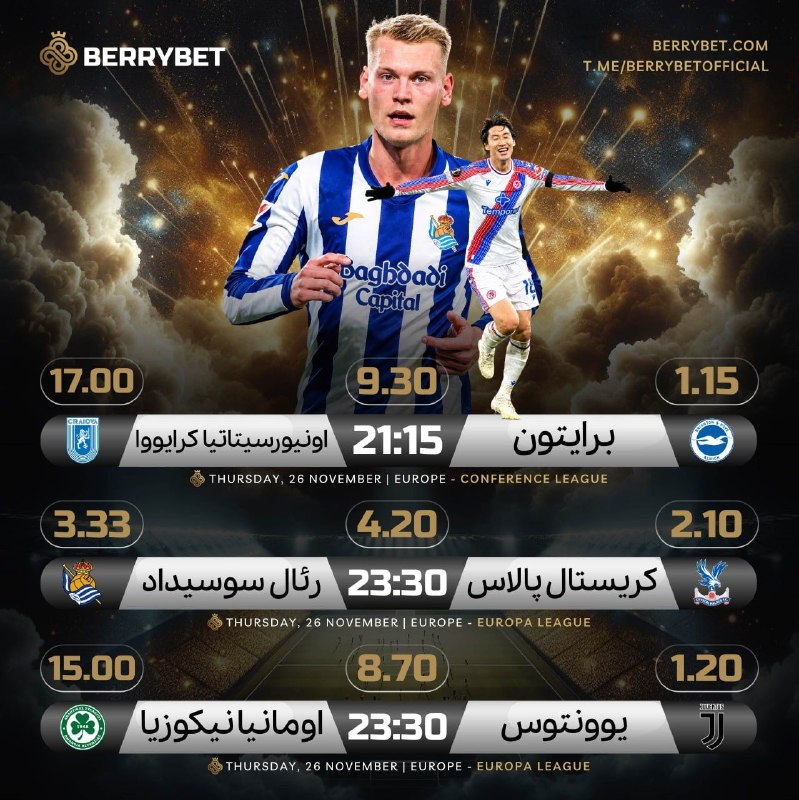 BERRYBET
BERRYBET.COM
T.ME/BERRYBETOFFICIAL
Baghdadi
Capital
17.00 9.30 1.15
برایتون 21:15 اونیورسیتاتیا کرایووا
CRAIOVA
THURSDAY, 26 NOVEMBER | EUROPE - CONFERENCE LEAGUE
3.33 4.20 2.10
کریستال پالاس 23:30 رئال سوسیداد
THURSDAY, 26 NOVEMBER | EUROPE - EUROPA LEAGUE
15.00 8.70 1.20
یوونتوس 23:30 اومانیا نیکوزیا
JUVENTUS
1948
THURSDAY, 26 NOVEMBER | EUROPE - EUROPA LEAGUE